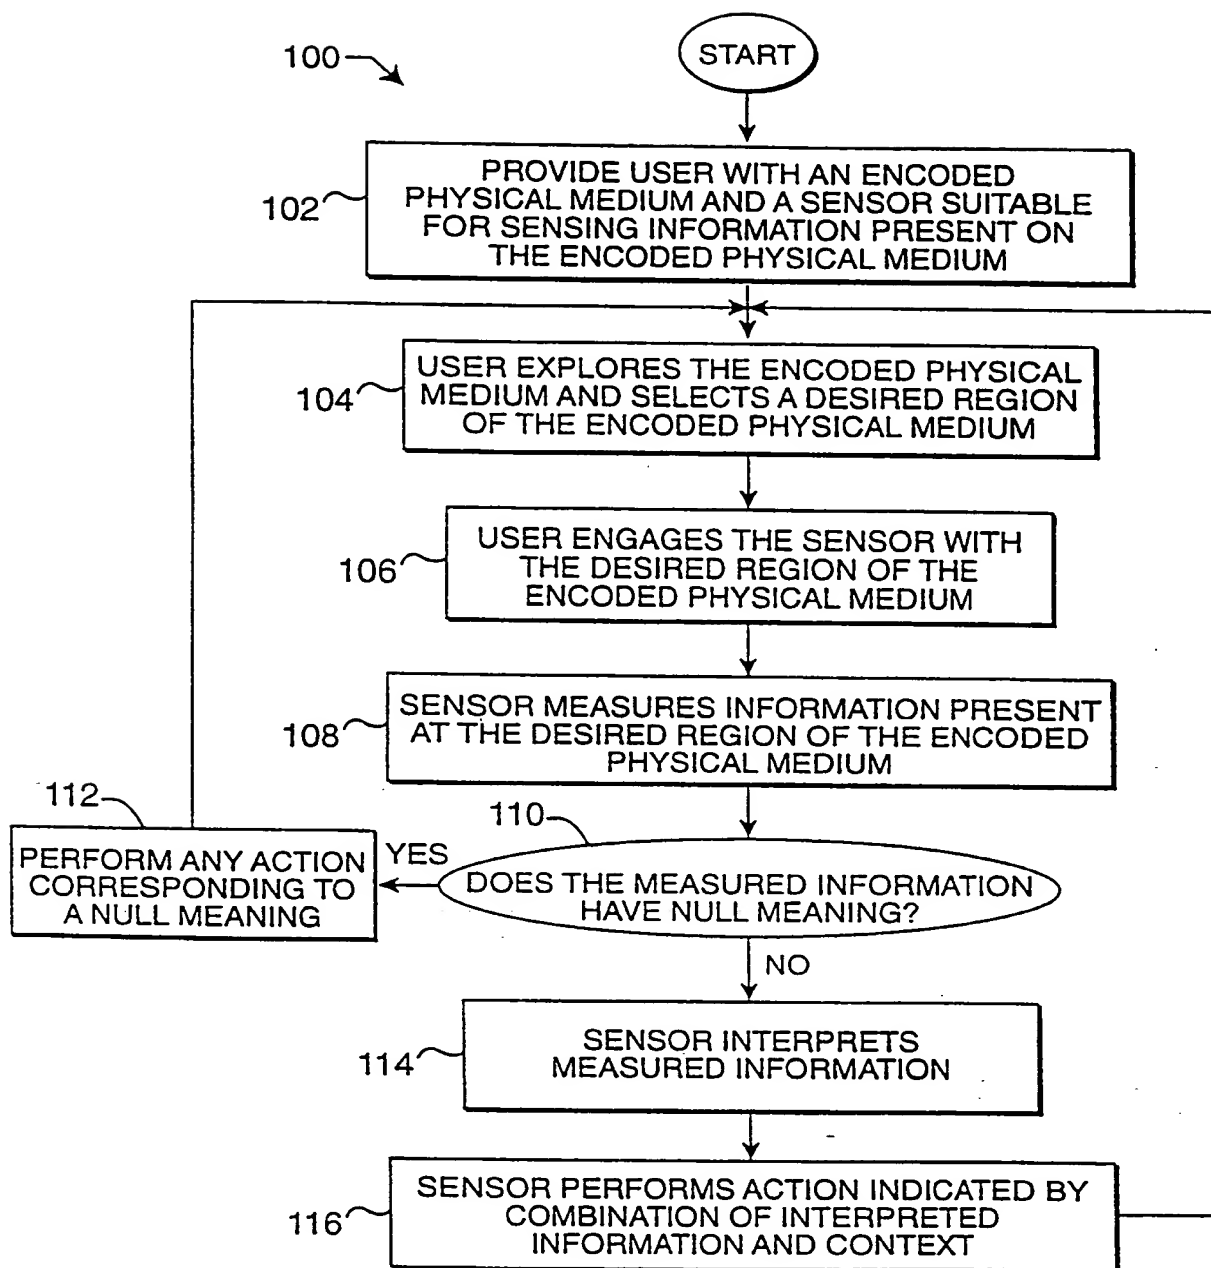 START
100
PROVIDE USER WITH AN ENCODED
PHYSICAL MEDIUM AND A SENSOR SUITABLE
FOR SENSING INFORMATION PRESENT ON
THE ENCODED PHYSICAL MEDIUM
102
USER EXPLORES THE ENCODED PHYSICAL
MEDIUM AND SELECTS A DESIRED REGION
OF THE ENCODED PHYSICAL MEDIUM
104
USER ENGAGES THE SENSOR WITH
THE DESIRED REGION OF THE
ENCODED PHYSICAL MEDIUM
106
SENSOR MEASURES INFORMATION PRESENT
AT THE DESIRED REGION OF THE ENCODED
PHYSICAL MEDIUM
108
112
110
PERFORM ANY ACTION
CORRESPONDING TO
A NULL MEANING
YES
DOES THE MEASURED INFORMATION
HAVE NULL MEANING?
NO
SENSOR INTERPRETS
MEASURED INFORMATION
114
SENSOR PERFORMS ACTION INDICATED BY
COMBINATION OF INTERPRETED
INFORMATION AND CONTEXT
116